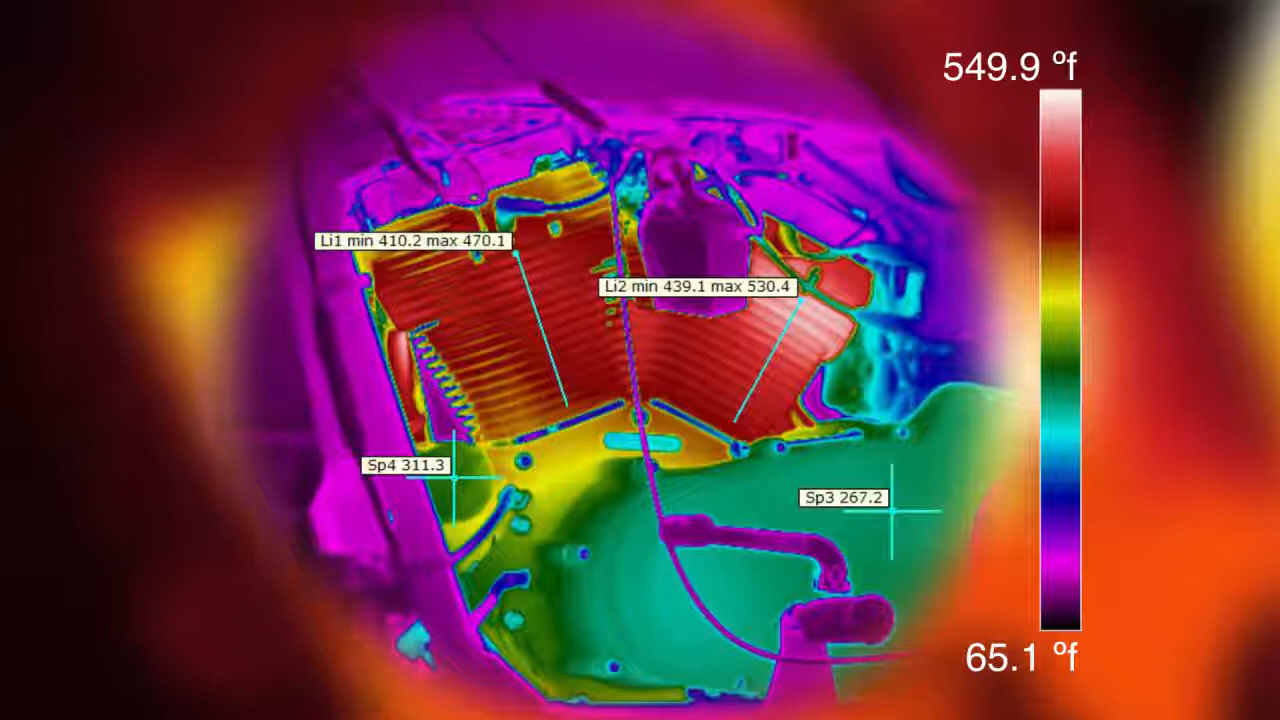 549.9 ºf
Li1 min 410.2 max 470.1
Li2 min 439.1 max 530.4
Sp4 311.3
Sp3 267.2
65.1 ºf